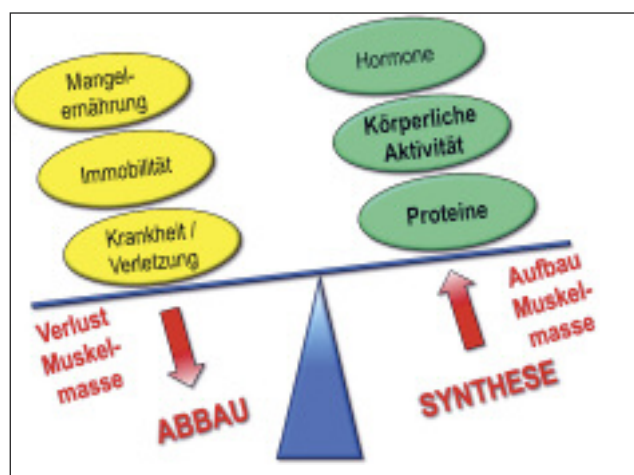 Mangel-
ernährung
Immobilität
Krankheit /
Verletzung
Hormone
Körperliche
Aktivität
Proteine
Verlust
Muskel-
masse
ABBAU
Aufbau
Muskel-
masse
SYNTHESE